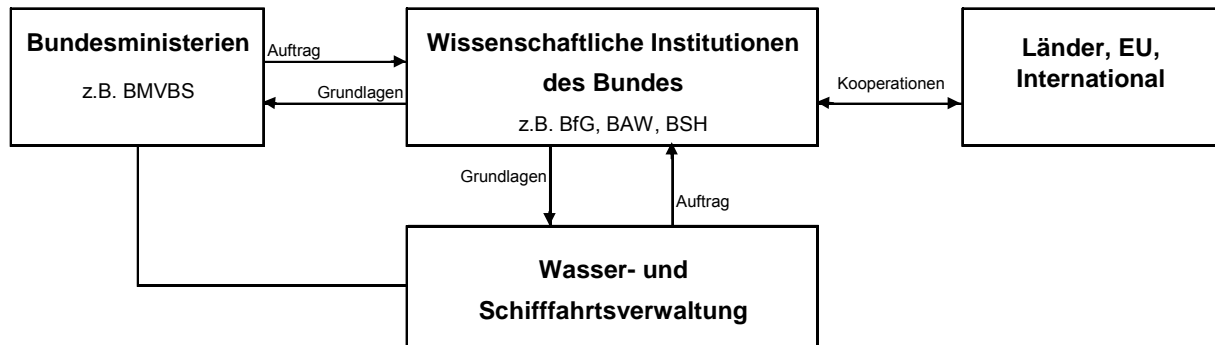 Bundesministerien
z.B. BMVBS
Auftrag
Grundlagen
Wissenschaftliche Institutionen
des Bundes
z.B. BfG, BAW, BSH
Kooperationen
Länder, EU,
International
Grundlagen
Auftrag
Wasser- und
Schifffahrtsverwaltung